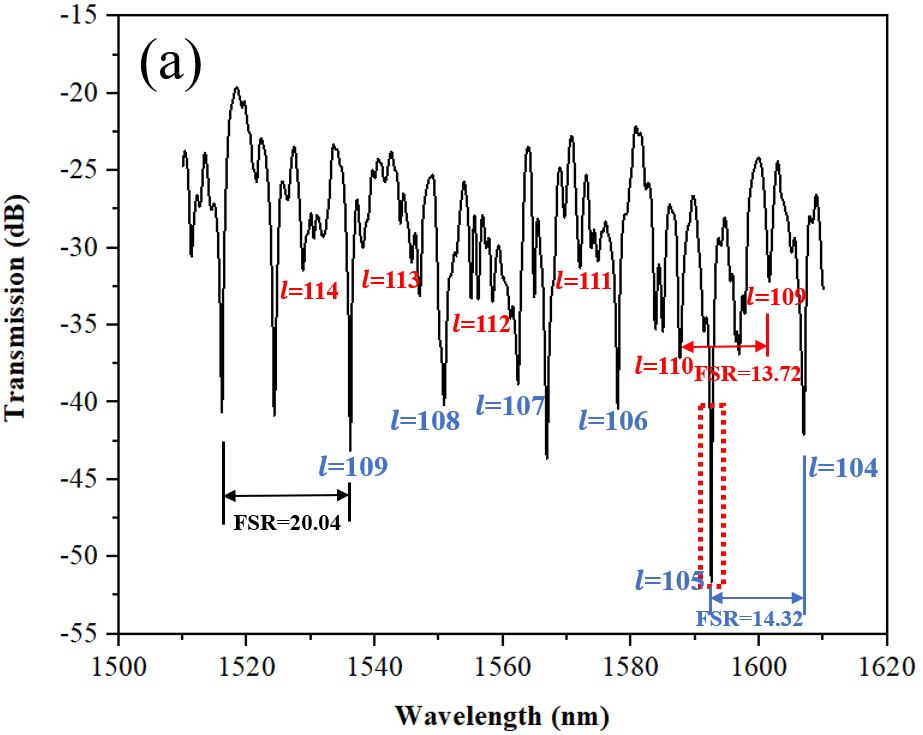 (a)
-15
-20
-25
-30
-35
-40
-45
-50
-55
Transmission (dB)
l=114
l=113
l=112
l=111
l=110
l=109
FSR=13.72
l=109
l=108
l=107
l=106
l=105
l=104
FSR=20.04
FSR=14.32
1500 1520 1540 1560 1580 1600 1620
Wavelength (nm)